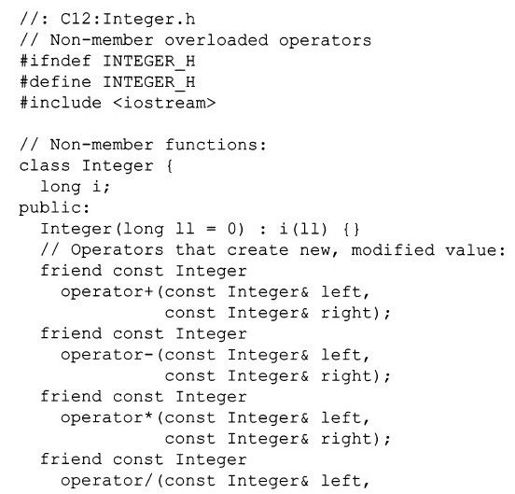 //: C12:Integer.h
// Non-member overloaded operators
#ifndef INTEGER_H
#define INTEGER_H
#include <iostream>

// Non-member functions:
class Integer {
  long i;
public:
  Integer(long ll = 0) : i(ll) {}
  // Operators that create new, modified value:
  friend const Integer
    operator+(const Integer& left,
              const Integer& right);
  friend const Integer
    operator-(const Integer& left,
              const Integer& right);
  friend const Integer
    operator*(const Integer& left,
              const Integer& right);
  friend const Integer
    operator/(const Integer& left,